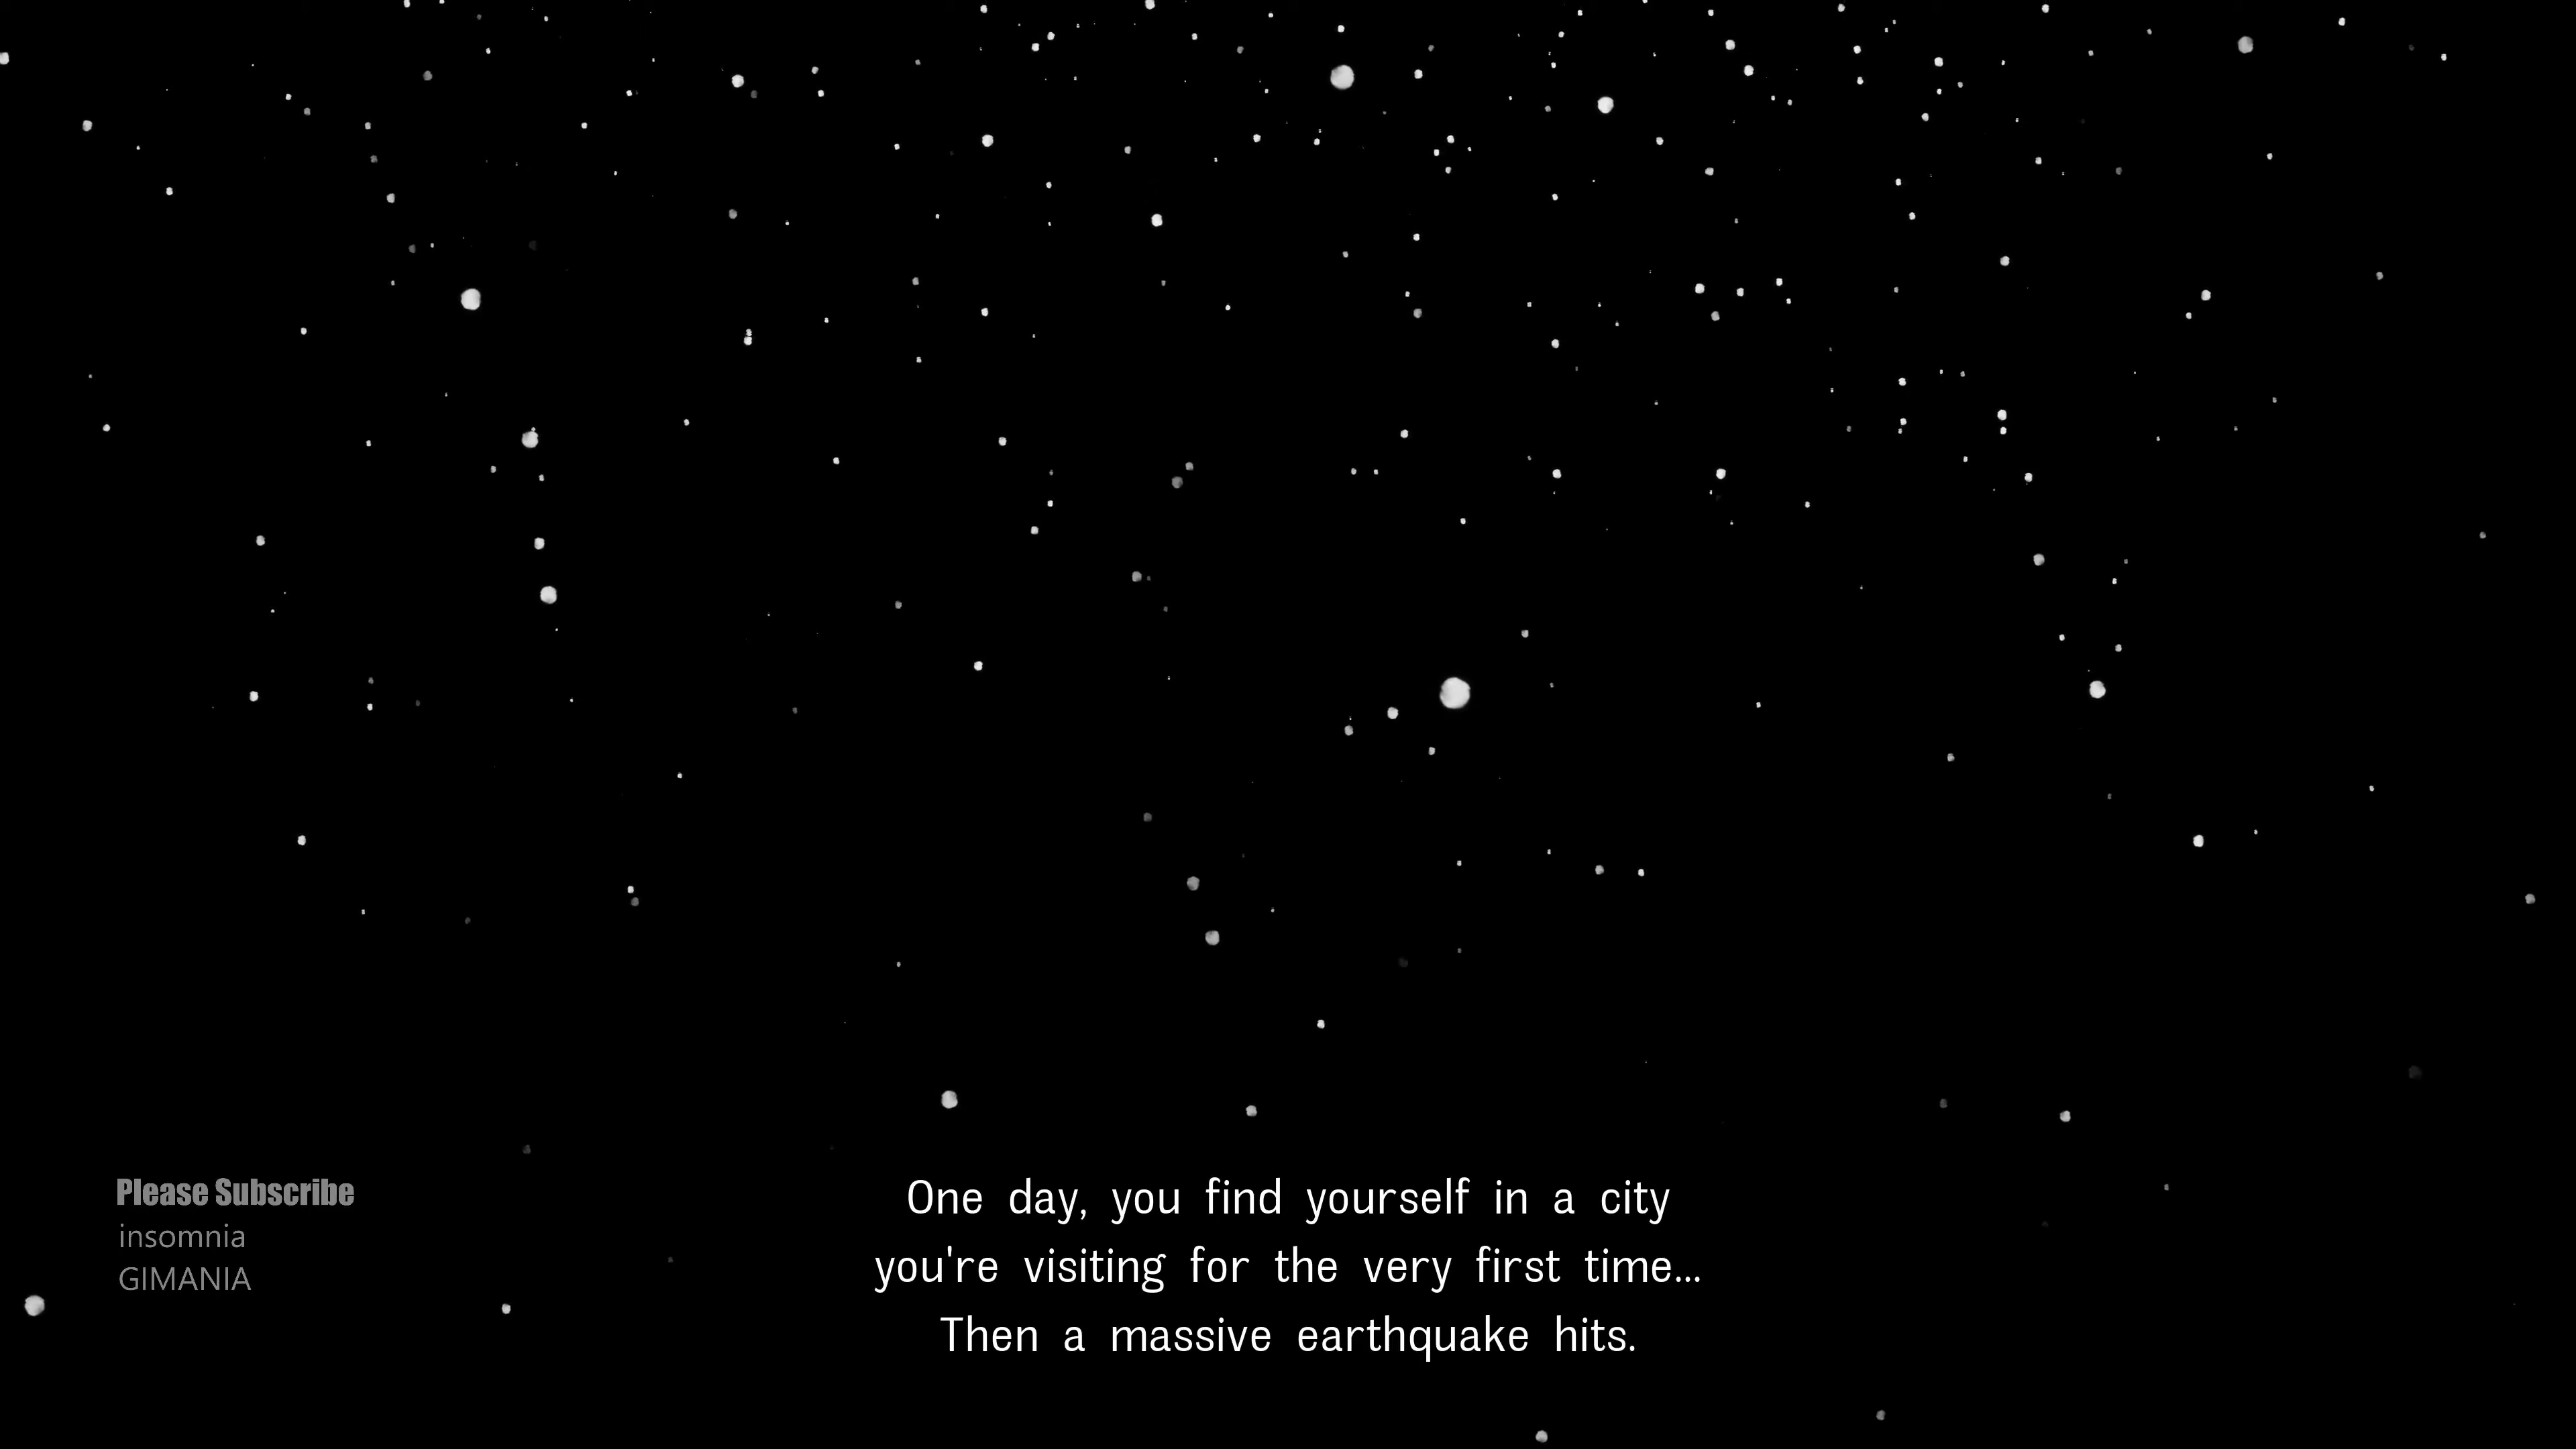 Please Subscribe
insomnia
GIMANIA
One day, you find yourself in a city
you're visiting for the very first time...
Then a massive earthquake hits.